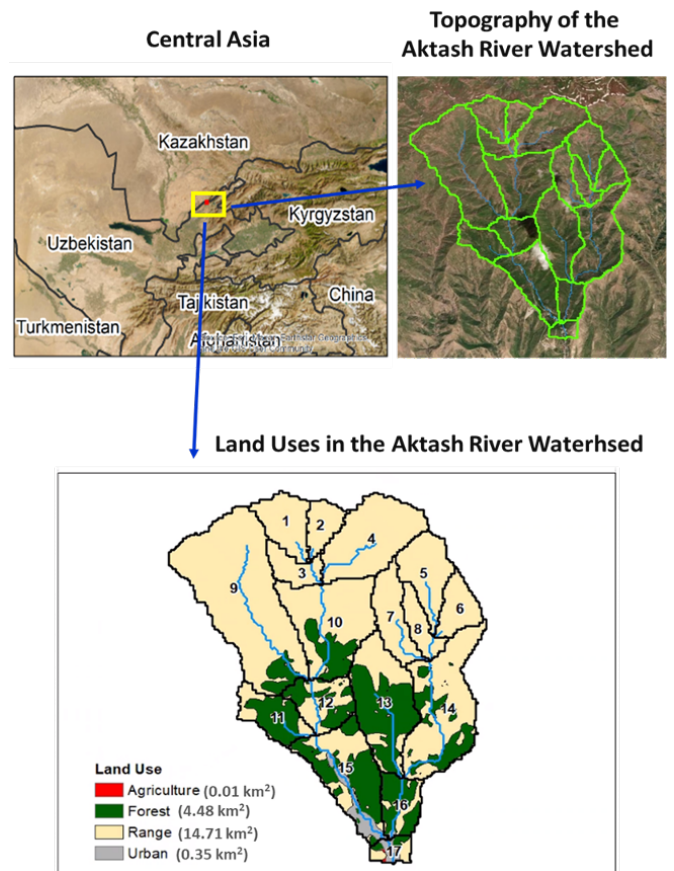 Central Asia
Topography of the
Aktash River Watershed
Kazakhstan
Kyrgyzstan
Uzbekistan
China
Tajikistan
Turkmenistan
Afghanistan
Land Uses in the Aktash River Waterhsed
1
2
4
3
5
9
6
7
10
8
12
13
14
11
15
16
17
Land Use
Agriculture (0.01 km²)
Forest (4.48 km²)
Range (14.71 km²)
Urban (0.35 km²)